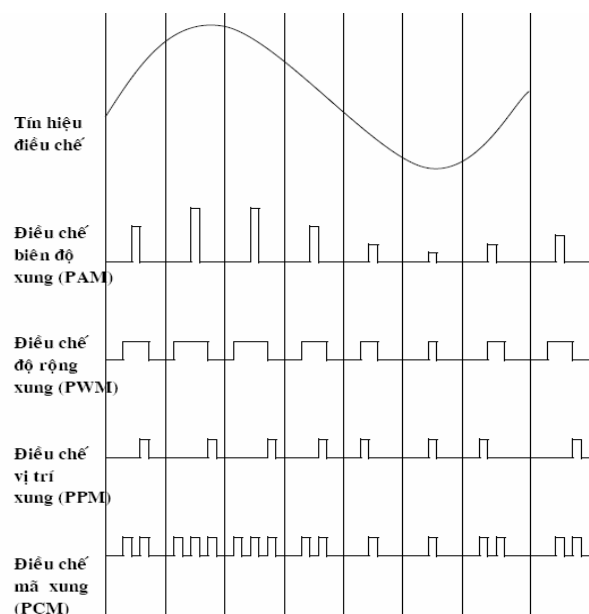 Tín hiệu
điều chế
Điều chế
biên độ
xung (PAM)
Điều chế
độ rộng
xung (PWM)
Điều chế
vị trí
xung (PPM)
Điều chế
mã xung
(PCM)